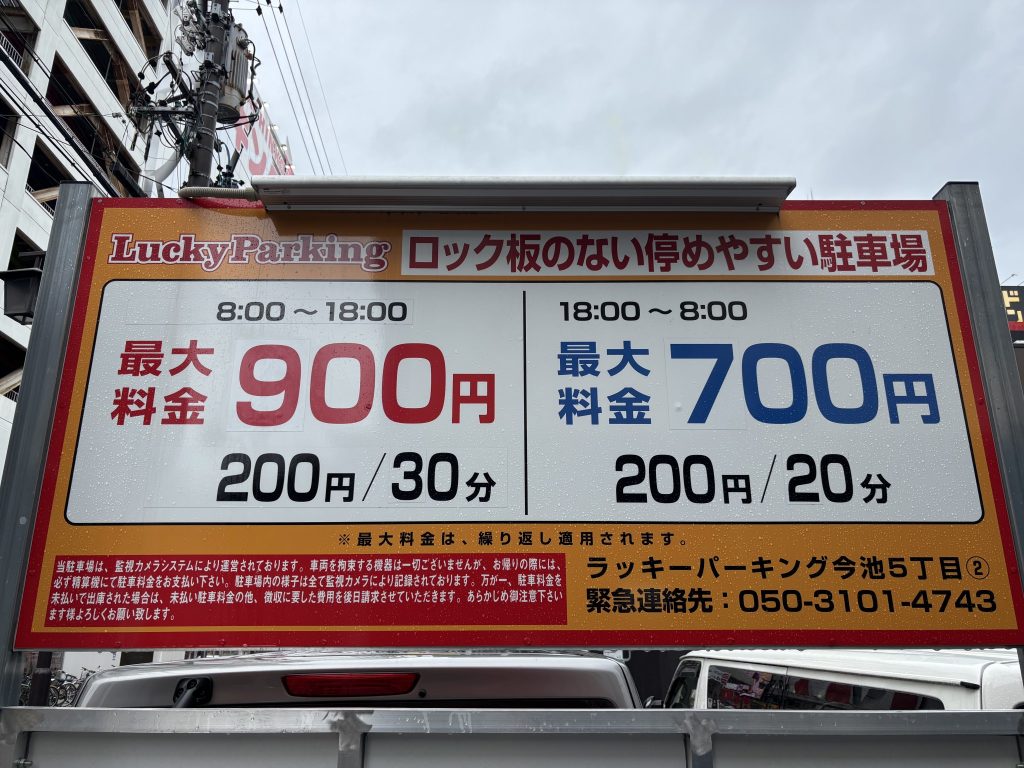 LuckyParking ロック板のない停めやすい駐車場
8:00 ～ 18:00
最大
料金
900円
200円/30分
18:00 ～ 8:00
最大
料金
700円
200円/20分
※最大料金は、繰り返し適用されます。
当駐車場は、監視カメラシステムにより運営されております。車両を拘束する機器は一切ございませんが、お帰りの際には、
必ず精算機にて駐車料金をお支払い下さい。駐車場内の様子は全て監視カメラにより記録されております。万が一、駐車料金を
未払いで出庫された場合は、未払い駐車料金の他、徴収に要した費用を後日請求させていただきます。あらかじめ御注意下さい
ます様よろしくお願い致します。
ラッキーパーキング今池5丁目②
緊急連絡先：050-3101-4743